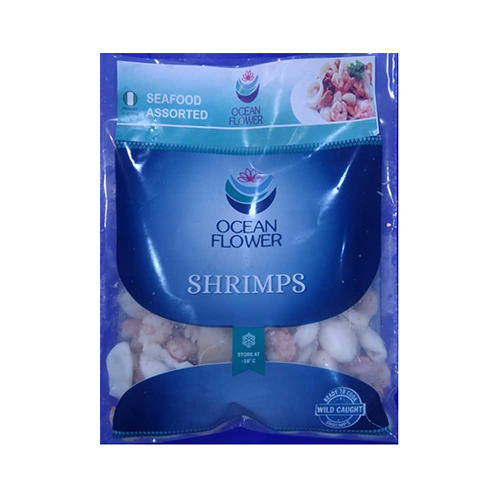 SEAFOOD
ASSORTED
OCEAN
FLOWER
OCEAN
FLOWER
SHRIMPS
STORE AT
-18° C
READY TO COOK
WILD CAUGHT